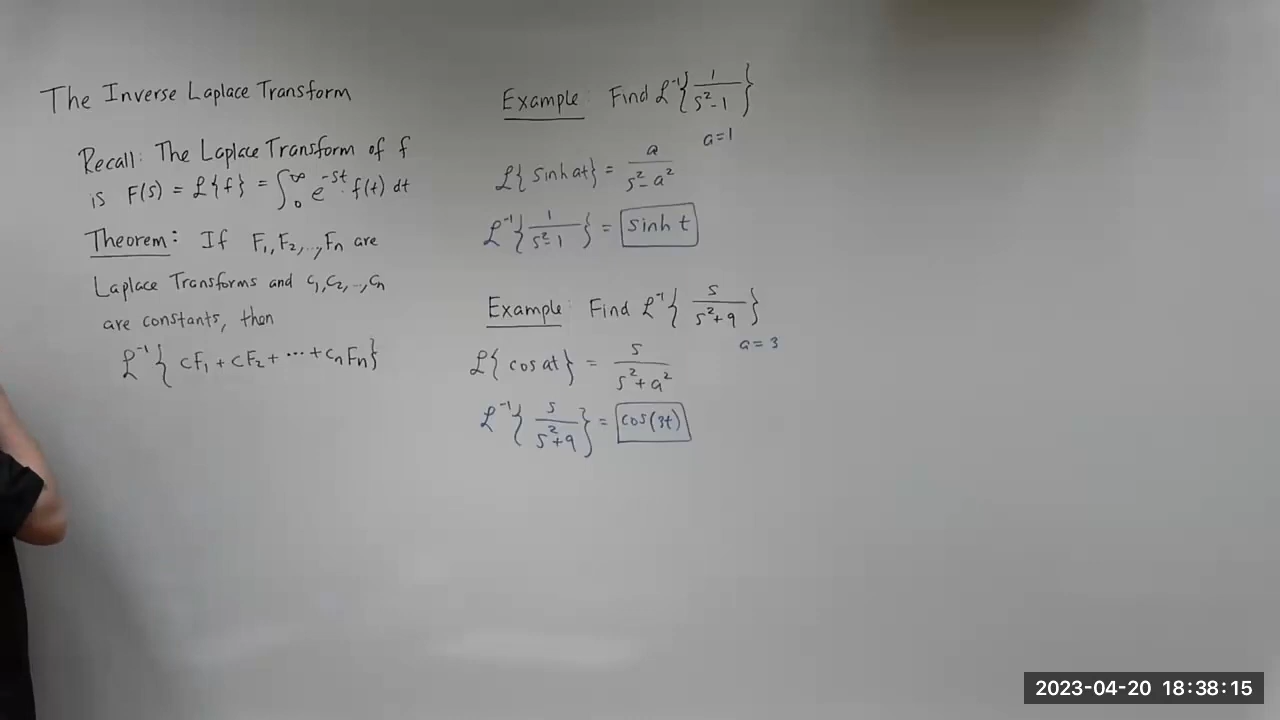 The Inverse Laplace Transform
Recall: The Laplace Transform of f
is F(s) = ℒ{f} = ∫₀^∞ e^{-st} · f(t) dt
Theorem: If F₁, F₂, .., Fn are
Laplace Transforms and c₁, c₂, .., cn
are constants, then
ℒ⁻¹{ cF₁ + cF₂ + ... + cnFn }
Example: Find ℒ⁻¹{ 1/(s²-1) }
a=1
ℒ{ sinh at } = a/(s²-a²)
ℒ⁻¹{ 1/(s²-1) } = sinh t
Example: Find ℒ⁻¹{ s/(s²+9) }
a=3
ℒ{ cos at } = s/(s²+a²)
ℒ⁻¹{ s/(s²+9) } = cos(3t)
2023-04-20 18:38:15